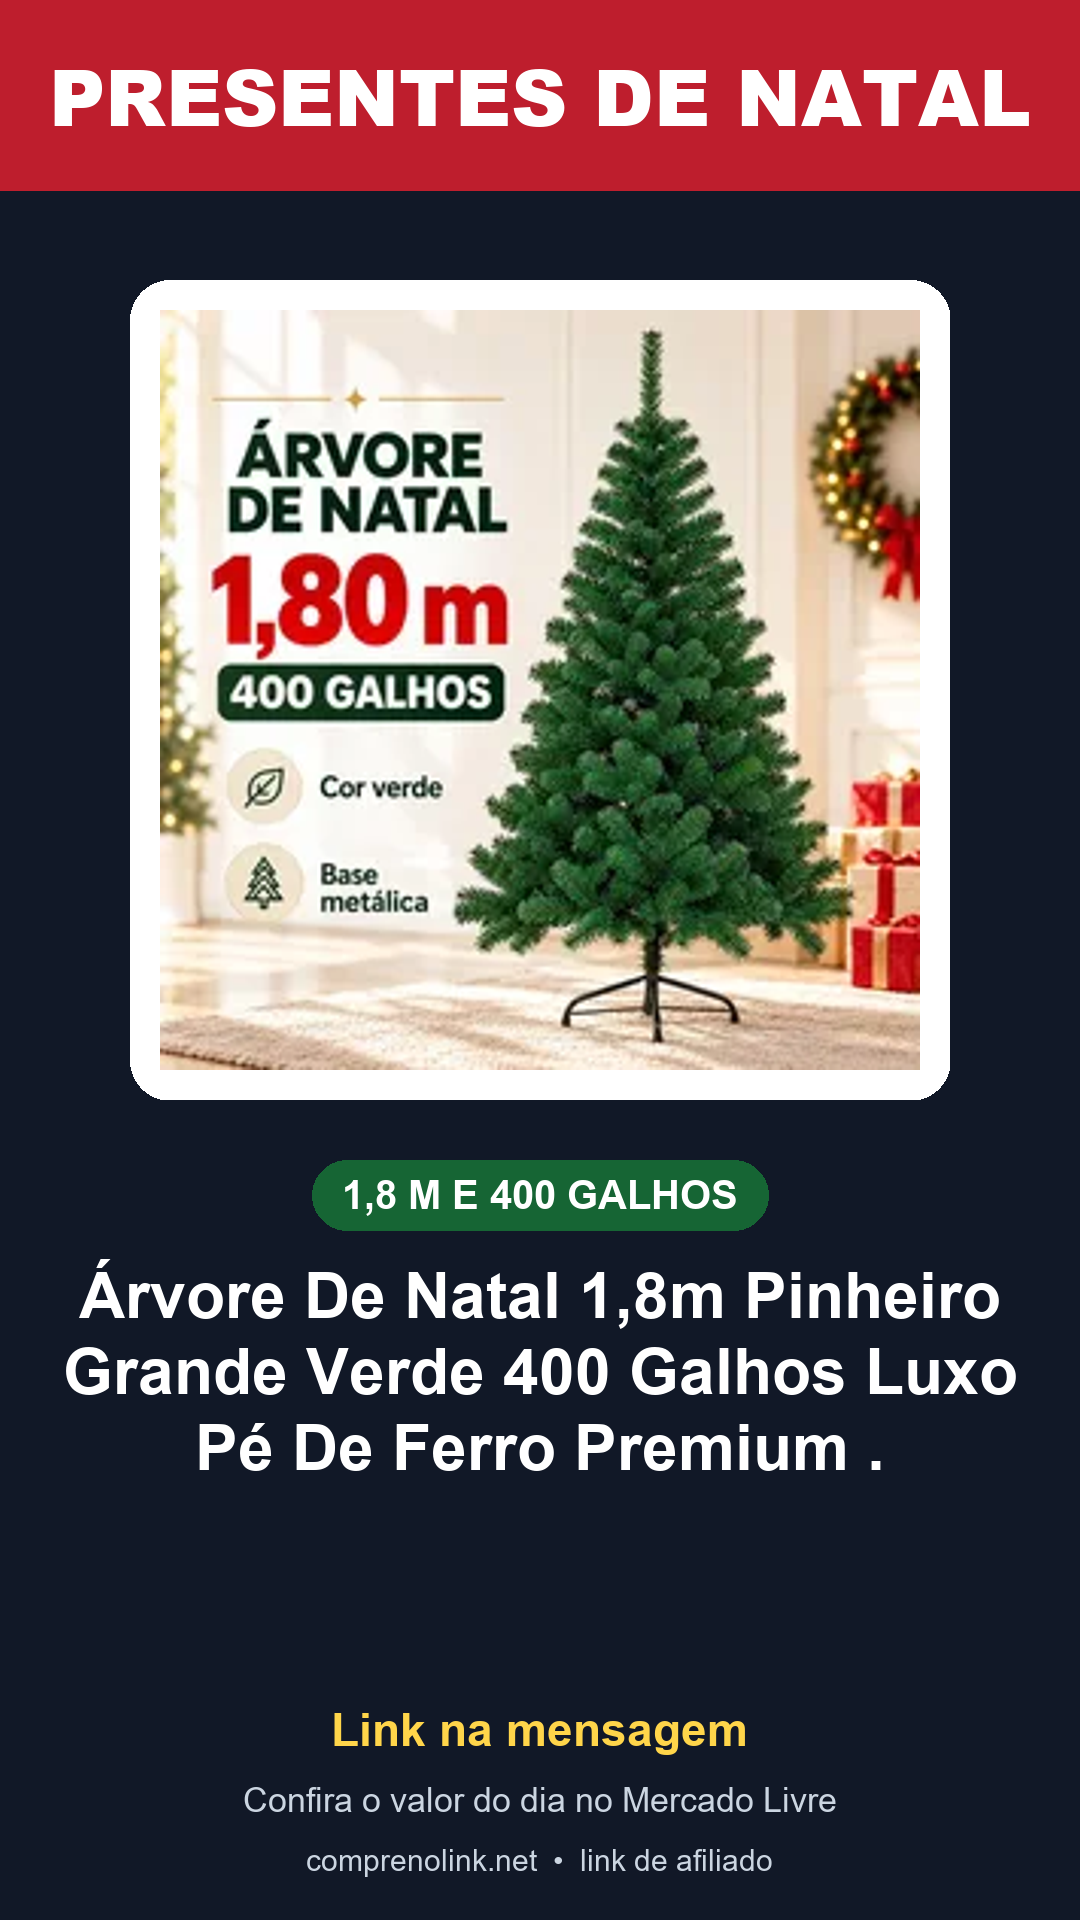 PRESENTES DE NATAL
ÁRVORE
DE NATAL
1,80 m
400 GALHOS
Cor verde
Base
metálica
1,8 M E 400 GALHOS
Árvore De Natal 1,8m Pinheiro
Grande Verde 400 Galhos Luxo
Pé De Ferro Premium .
Link na mensagem
Confira o valor do dia no Mercado Livre
comprenolink.net • link de afiliado